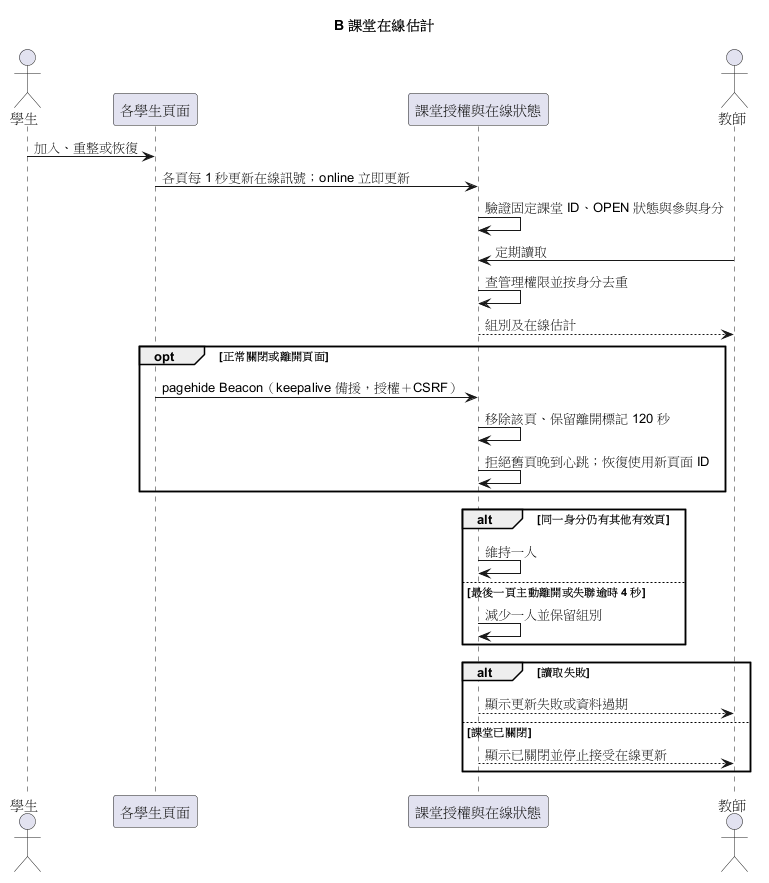 B 課堂在線估計
學生
各學生頁面
課堂授權與在線狀態
教師
加入、重整或恢復
各頁每 1 秒更新在線訊號；online 立即更新
驗證固定課堂 ID、OPEN 狀態與參與身分
定期讀取
查管理權限並按身分去重
組別及在線估計
opt [正常關閉或離開頁面]
pagehide Beacon（keepalive 備援，授權＋CSRF）
移除該頁、保留離開標記 120 秒
拒絕舊頁晚到心跳；恢復使用新頁面 ID
alt [同一身分仍有其他有效頁]
維持一人
[最後一頁主動離開或失聯逾時 4 秒]
減少一人並保留組別
alt [讀取失敗]
顯示更新失敗或資料過期
[課堂已關閉]
顯示已關閉並停止接受在線更新
學生
各學生頁面
課堂授權與在線狀態
教師